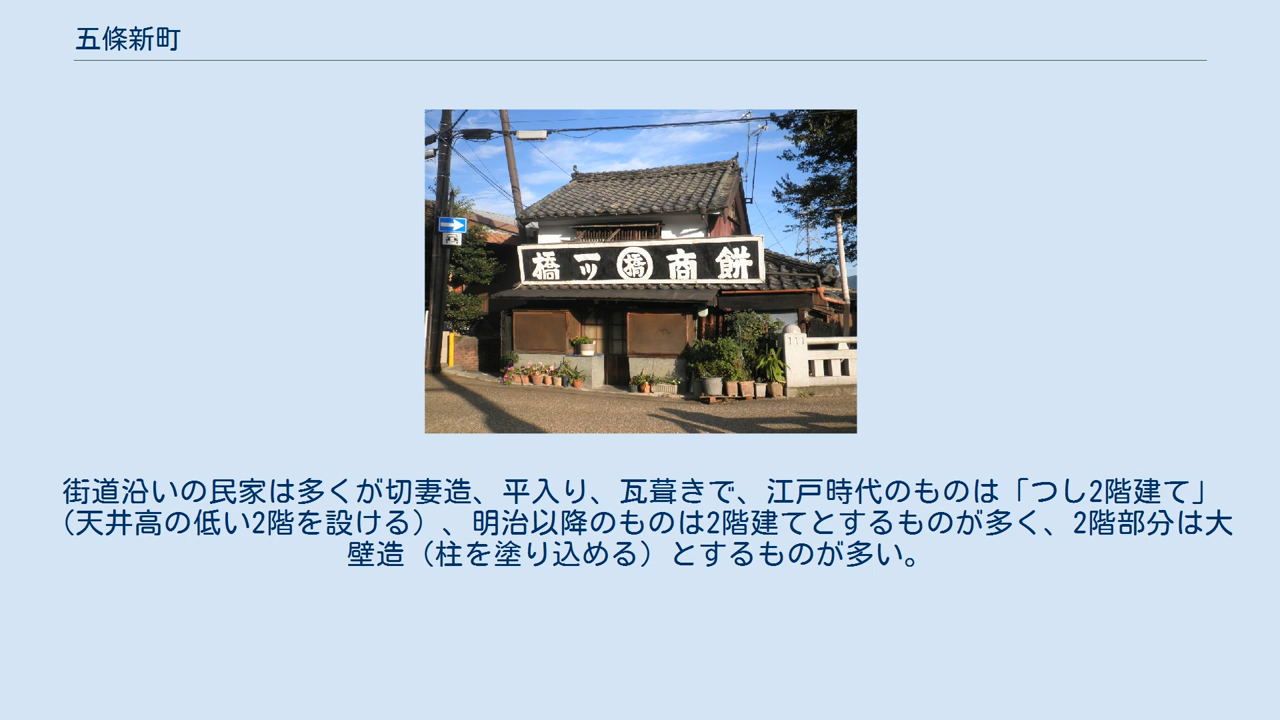 五條新町
橋一ッ橋商餅
街道沿いの民家は多くが切妻造、平入り、瓦葺きで、江戸時代のものは「つし2階建て」
（天井高の低い2階を設ける）、明治以降のものは2階建てとするものが多く、2階部分は大
壁造（柱を塗り込める）とするものが多い。